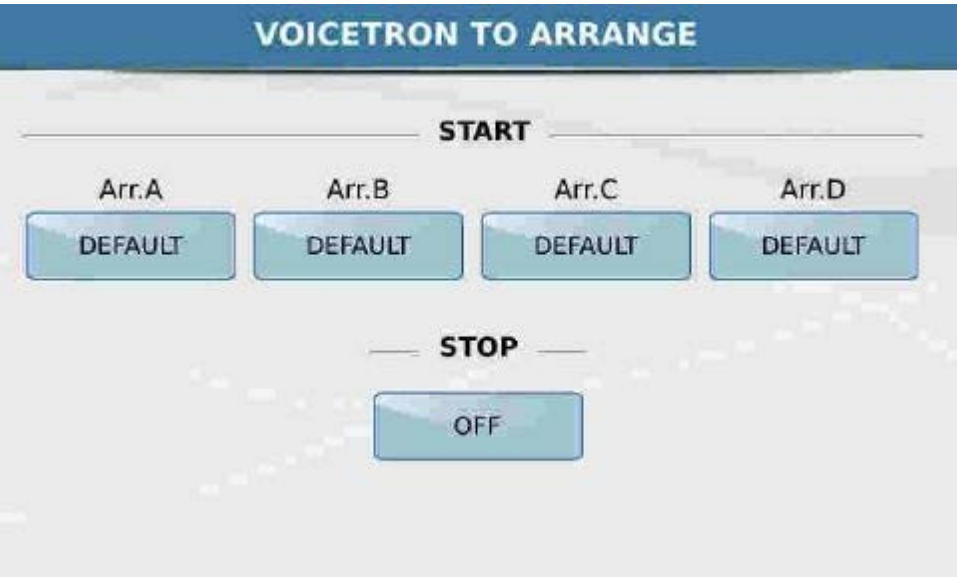 VOICETRON TO ARRANGE
START
Arr.A Arr.B Arr.C Arr.D
DEFAULT DEFAULT DEFAULT DEFAULT
STOP
OFF